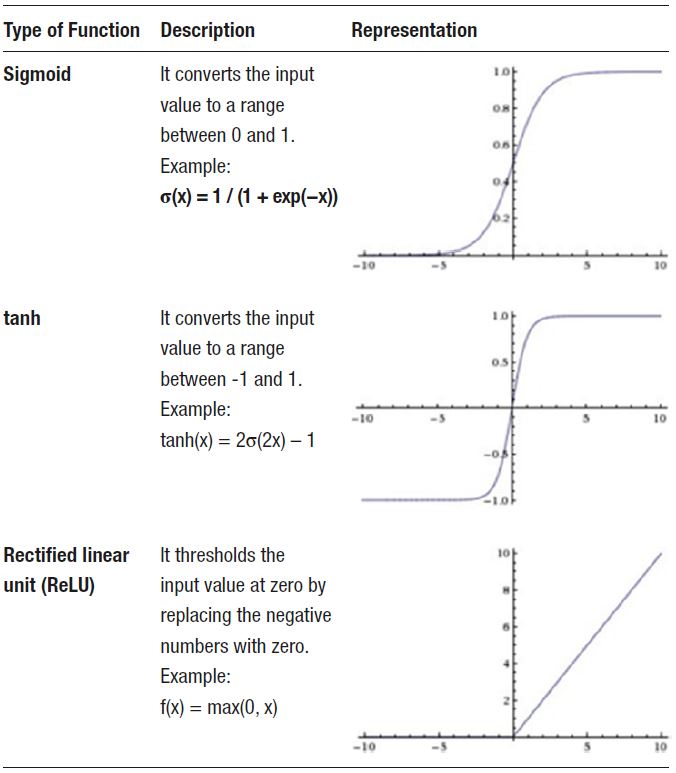 Type of Function Description Representation
Sigmoid
It converts the input
value to a range
between 0 and 1.
Example:
σ(x) = 1 / (1 + exp(−x))
1.0
0.8
0.6
0.4
0.2
−10 −5 5 10
tanh
It converts the input
value to a range
between -1 and 1.
Example:
tanh(x) = 2σ(2x) – 1
1.0
0.5
−10 −5 5 10
−0.5
−1.0
Rectified linear
unit (ReLU)
It thresholds the
input value at zero by
replacing the negative
numbers with zero.
Example:
f(x) = max(0, x)
10
8
6
4
2
−10 −5 5 10